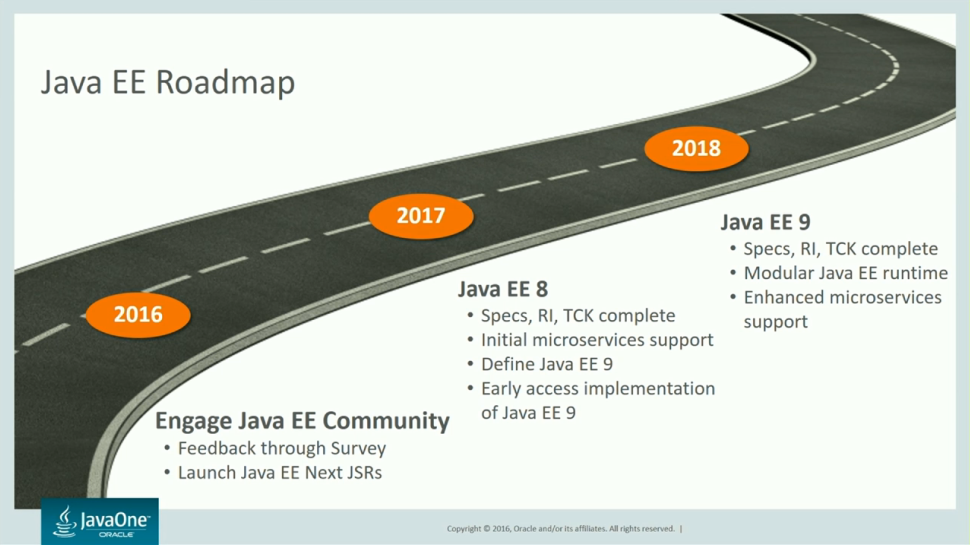 Java EE Roadmap
2018
2017
2016
Java EE 9
• Specs, RI, TCK complete
• Modular Java EE runtime
• Enhanced microservices
support
Java EE 8
• Specs, RI, TCK complete
• Initial microservices support
• Define Java EE 9
• Early access implementation
of Java EE 9
Engage Java EE Community
• Feedback through Survey
• Launch Java EE Next JSRs
JavaOne™
ORACLE
Copyright © 2016, Oracle and/or its affiliates. All rights reserved. |